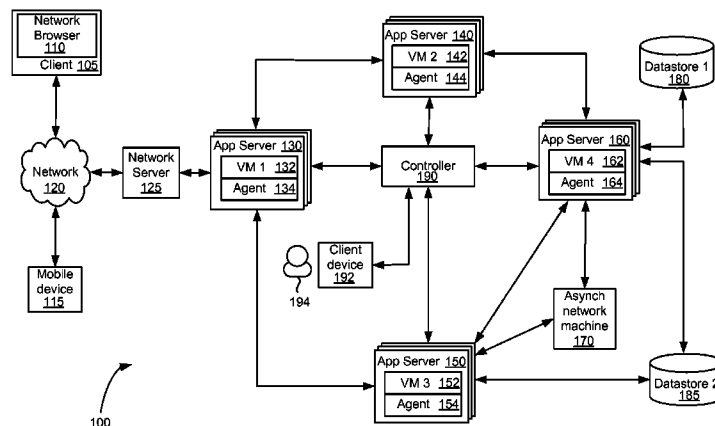 Network
Browser
110
Client 105
Network
120
Mobile
device
115
Network
Server
125
App Server 130
VM 1 132
Agent 134
App Server 140
VM 2 142
Agent 144
Controller
190
Client
device
192
194
App Server 150
VM 3 152
Agent 154
App Server 160
VM 4 162
Agent 164
Asynch
network
machine
170
Datastore 1
180
Datastore 2
185
100